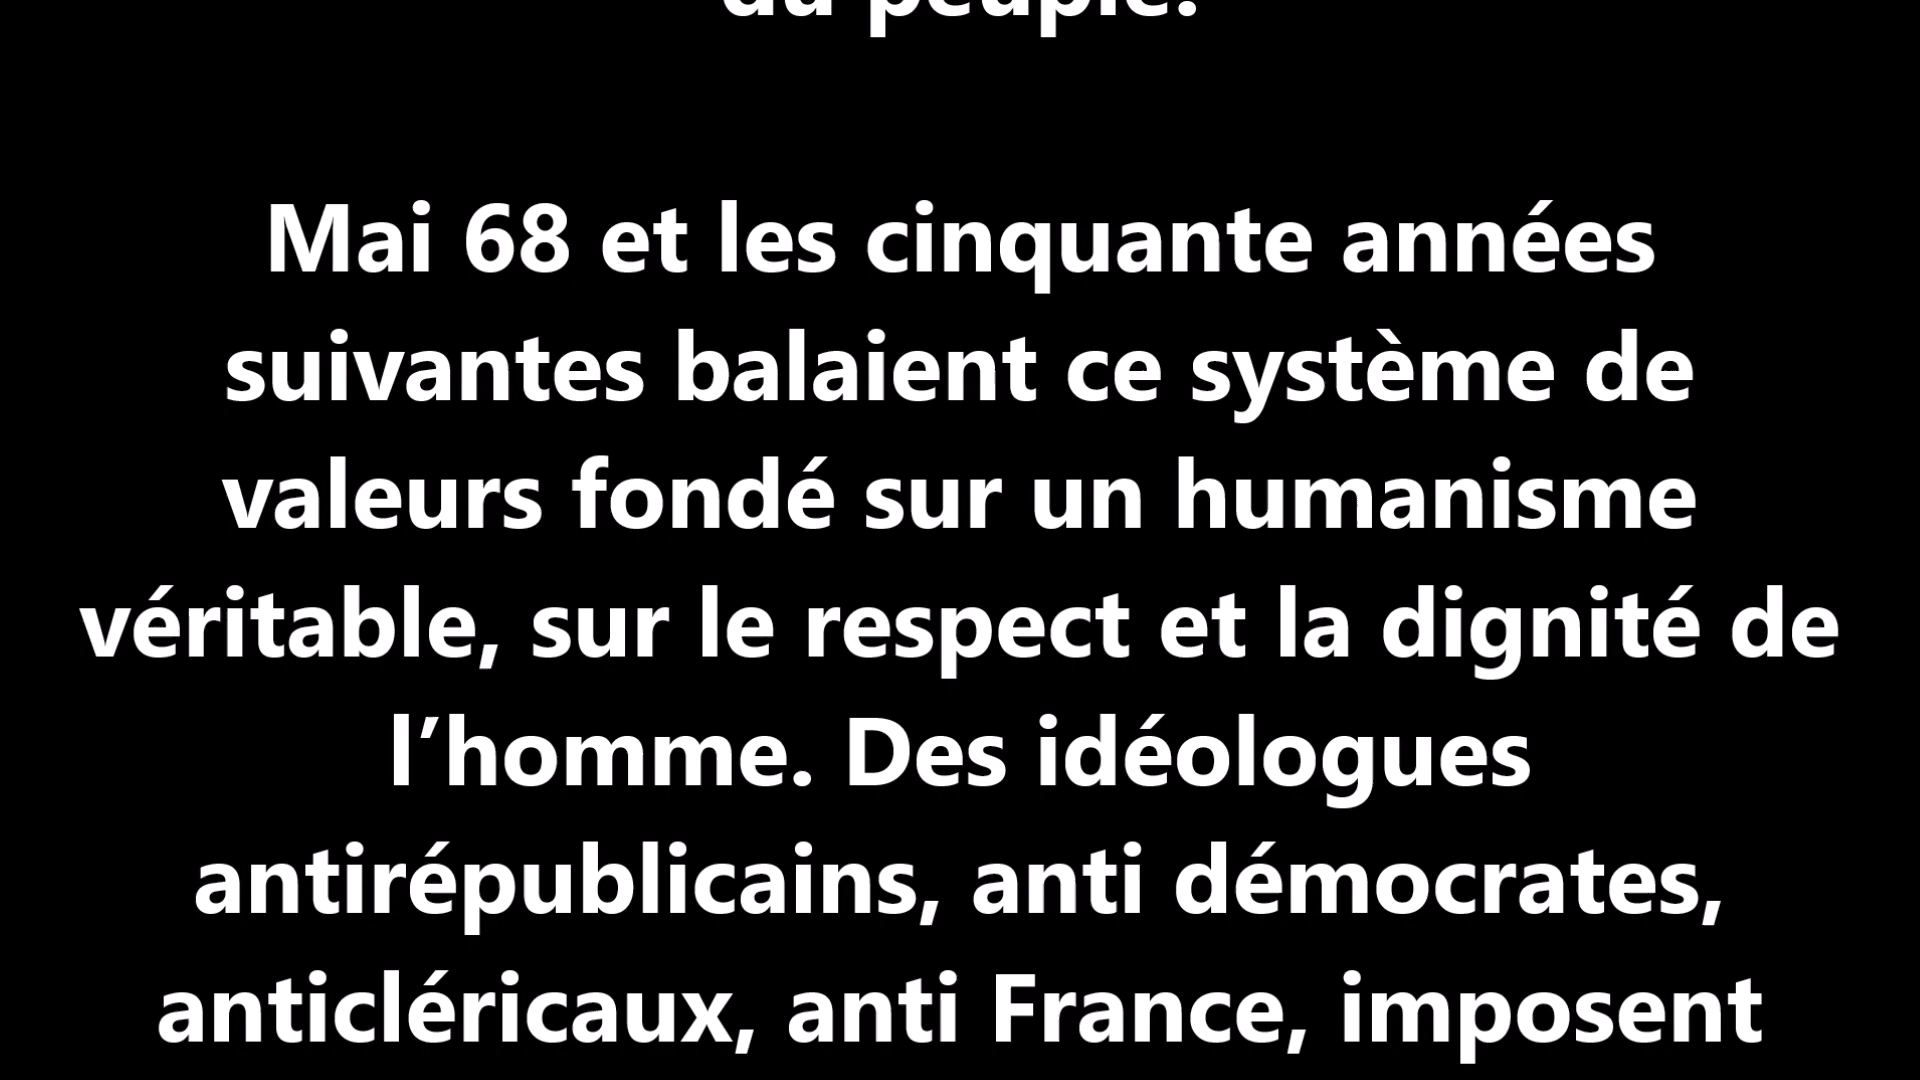 du peuple.
Mai 68 et les cinquante années
suivantes balaient ce système de
valeurs fondé sur un humanisme
véritable, sur le respect et la dignité de
l’homme. Des idéologues
antirépublicains, anti démocrates,
anticléricaux, anti France, imposent